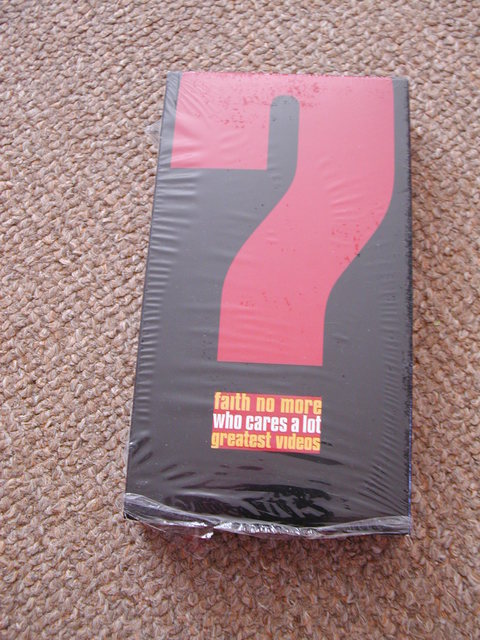 faith no more
who cares a lot
greatest videos